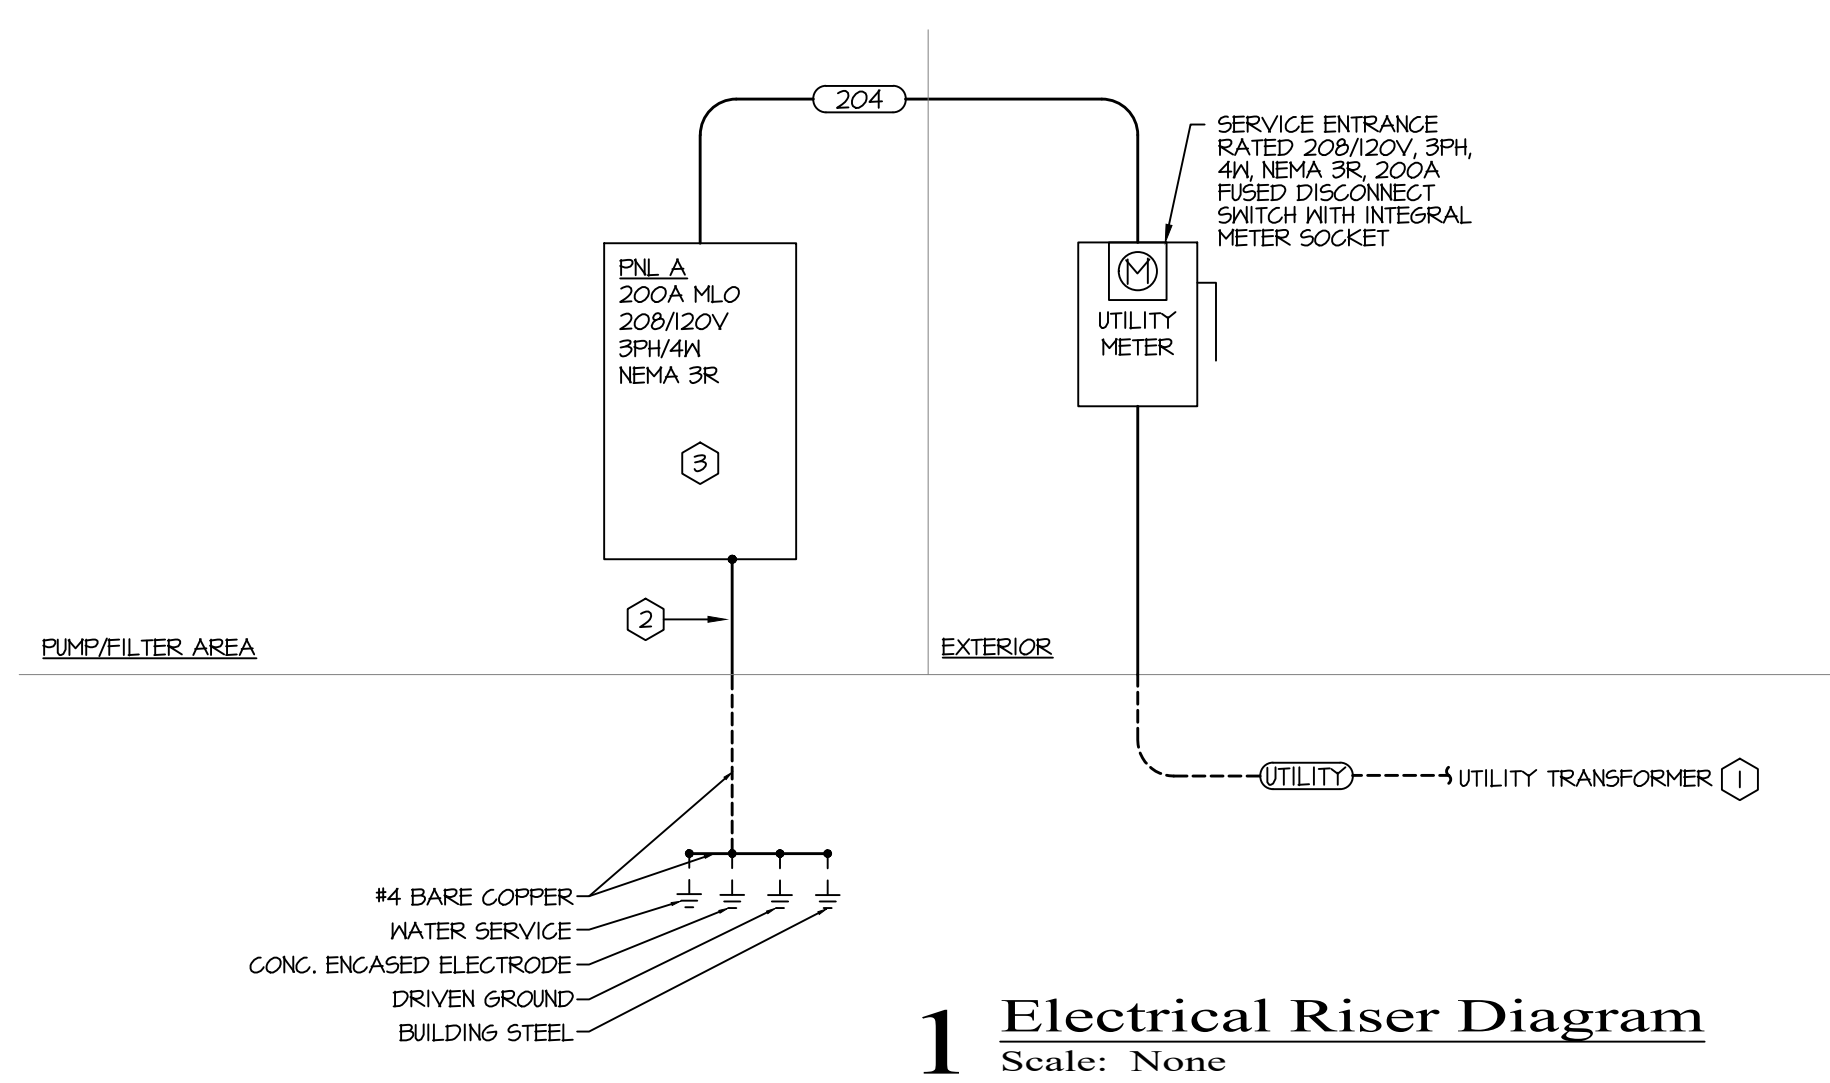 204
SERVICE ENTRANCE
RATED 208/120V, 3PH,
4W, NEMA 3R, 200A
FUSED DISCONNECT
SWITCH WITH INTEGRAL
METER SOCKET
PNL A
200A MLO
208/120V
3PH/4W
NEMA 3R
3
M
UTILITY
METER
2
PUMP/FILTER AREA
EXTERIOR
UTILITY
UTILITY TRANSFORMER 1
#4 BARE COPPER
WATER SERVICE
CONC. ENCASED ELECTRODE
DRIVEN GROUND
BUILDING STEEL
1 Electrical Riser Diagram
Scale: None